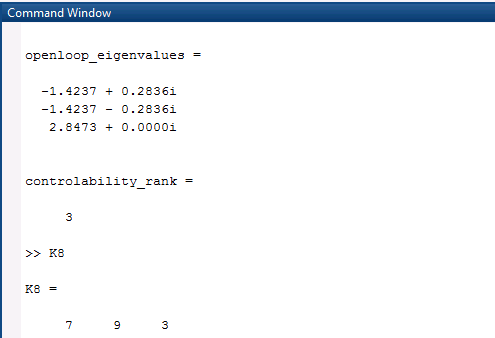 Command Window
openloop_eigenvalues =
-1.4237 + 0.2836i
-1.4237 - 0.2836i
2.8473 + 0.0000i
controlability_rank =
3
>> K8
K8 =
7 9 3